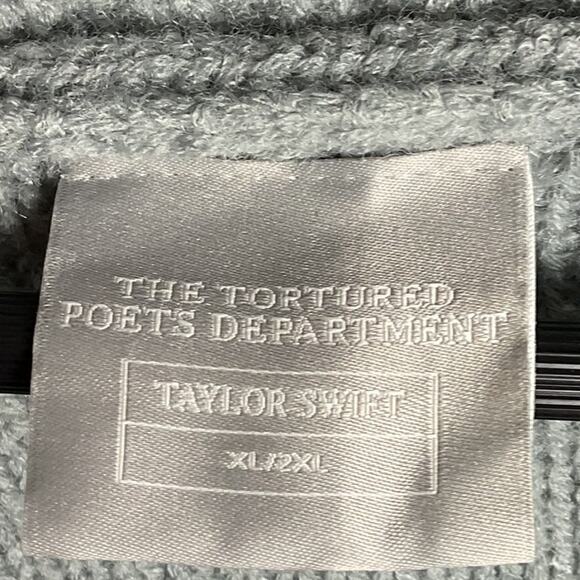 THE TORTURED
POETS DEPARTMENT
TAYLOR SWIFT
XL/2XL